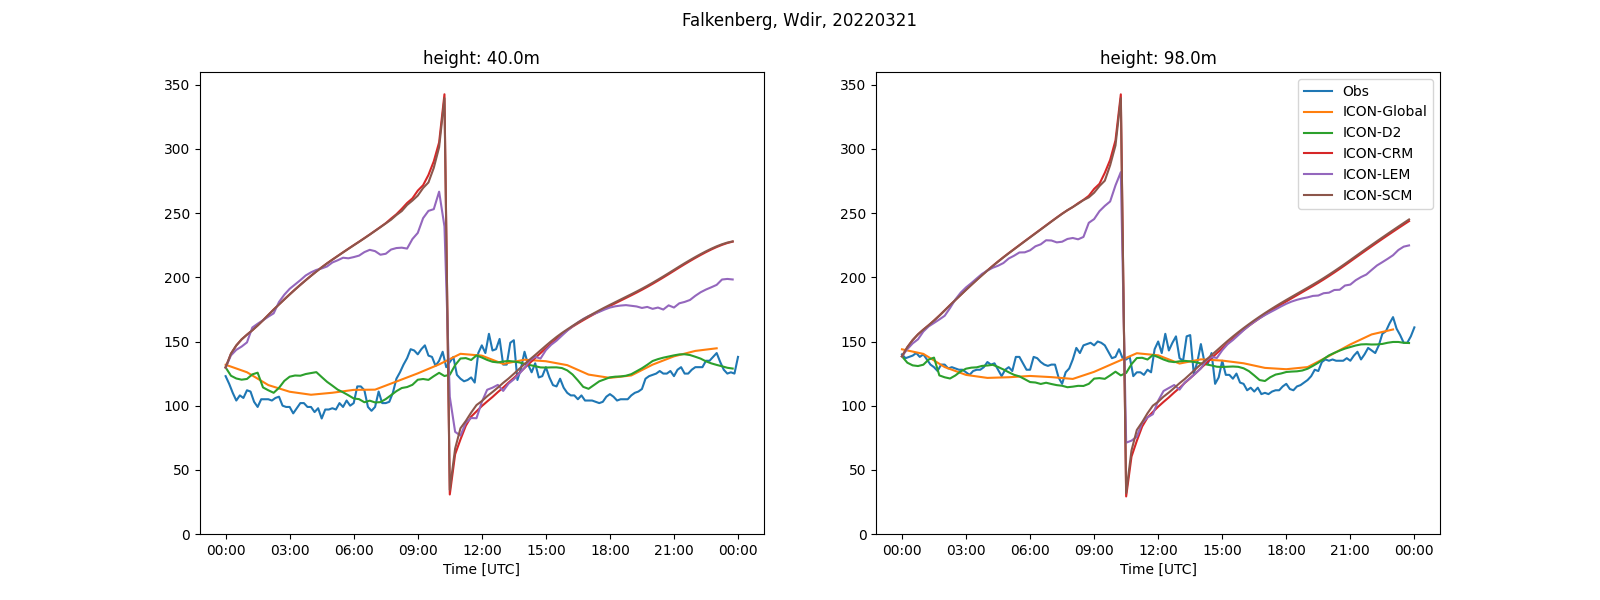 Falkenberg, Wdir, 20220321
height: 40.0m
350
300
250
200
150
100
50
0
00:00 03:00 06:00 09:00 12:00 15:00 18:00 21:00 00:00
Time [UTC]
height: 98.0m
350
300
250
200
150
100
50
0
00:00 03:00 06:00 09:00 12:00 15:00 18:00 21:00 00:00
Time [UTC]
Obs
ICON-Global
ICON-D2
ICON-CRM
ICON-LEM
ICON-SCM